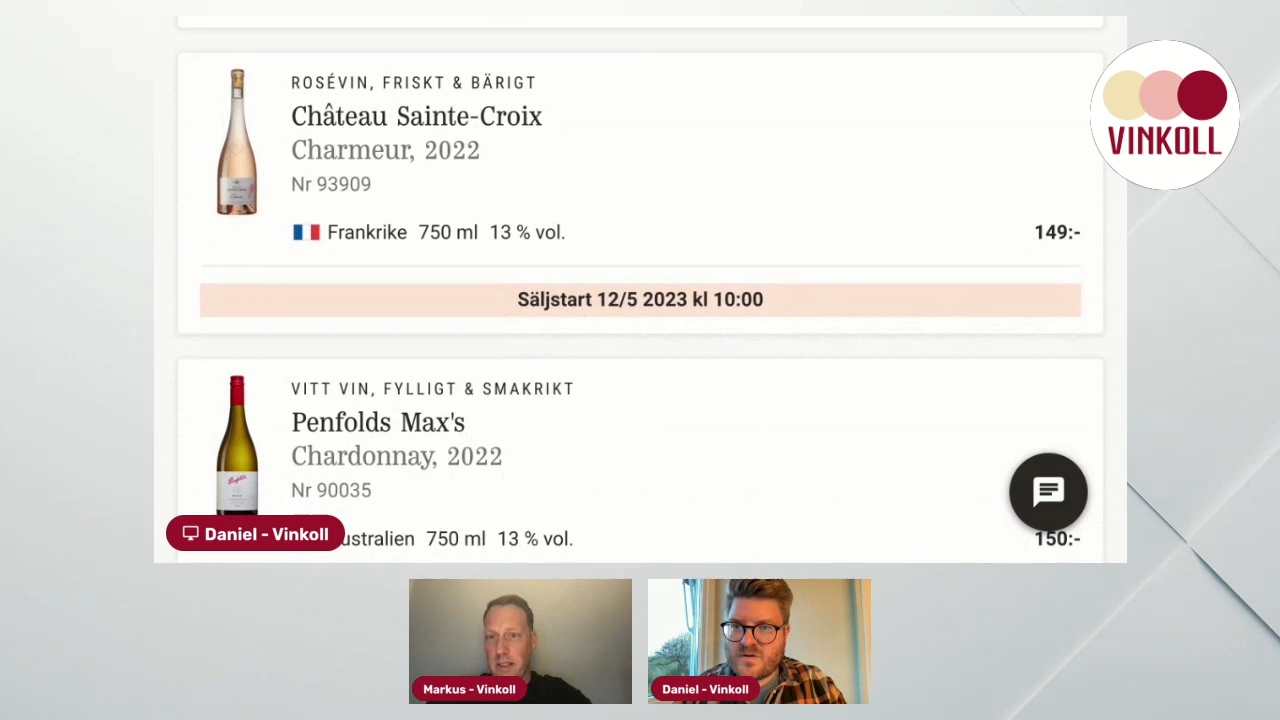 ROSÉVIN, FRISKT & BÄRIGT
Château Sainte-Croix
Charmeur, 2022
Nr 93909
Frankrike 750 ml 13 % vol.
149:-
Säljstart 12/5 2023 kl 10:00
VINKOLL
VITT VIN, FYLLIGT & SMAKRIKT
Penfolds Max's
Chardonnay, 2022
Nr 90035
ustralien 750 ml 13 % vol.
150:-
Daniel - Vinkoll
Markus - Vinkoll
Daniel - Vinkoll